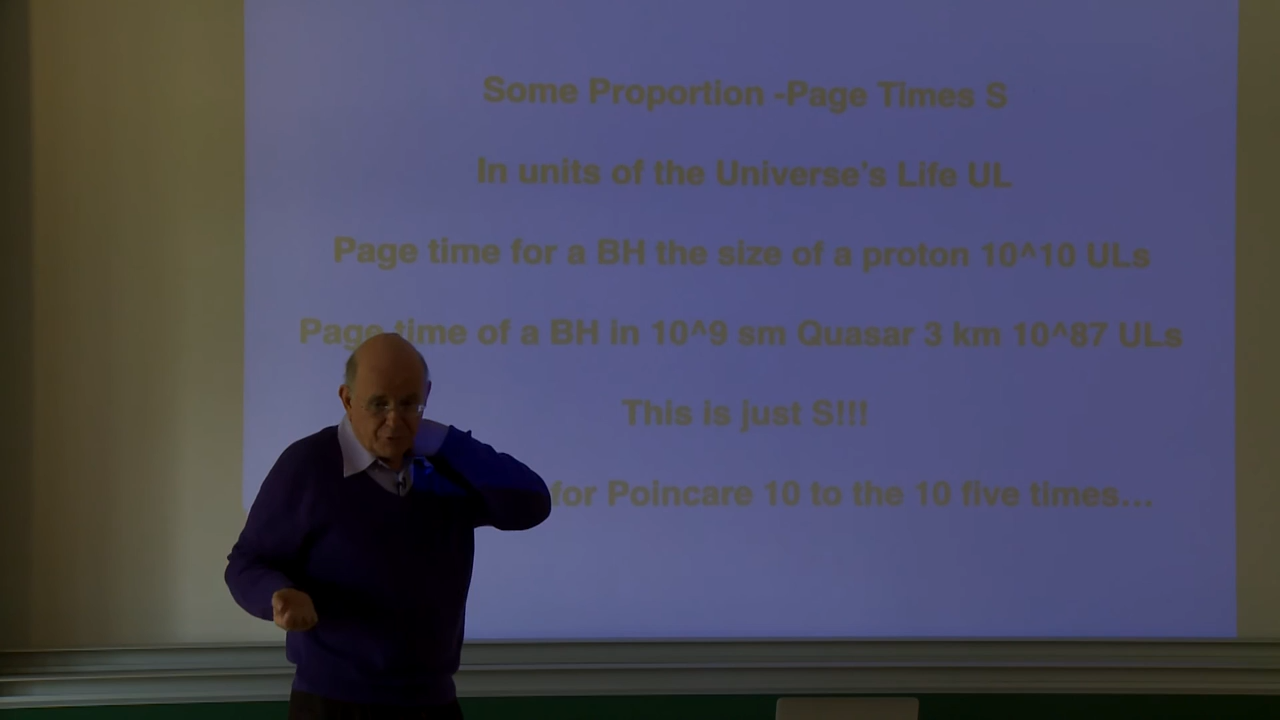 Some Proportion -Page Times S
In units of the Universe's Life UL
Page time for a BH the size of a proton 10^10 ULs
Page time of a BH in 10^9 sm Quasar 3 km 10^87 ULs
This is just S!!!
for Poincare 10 to the 10 five times...